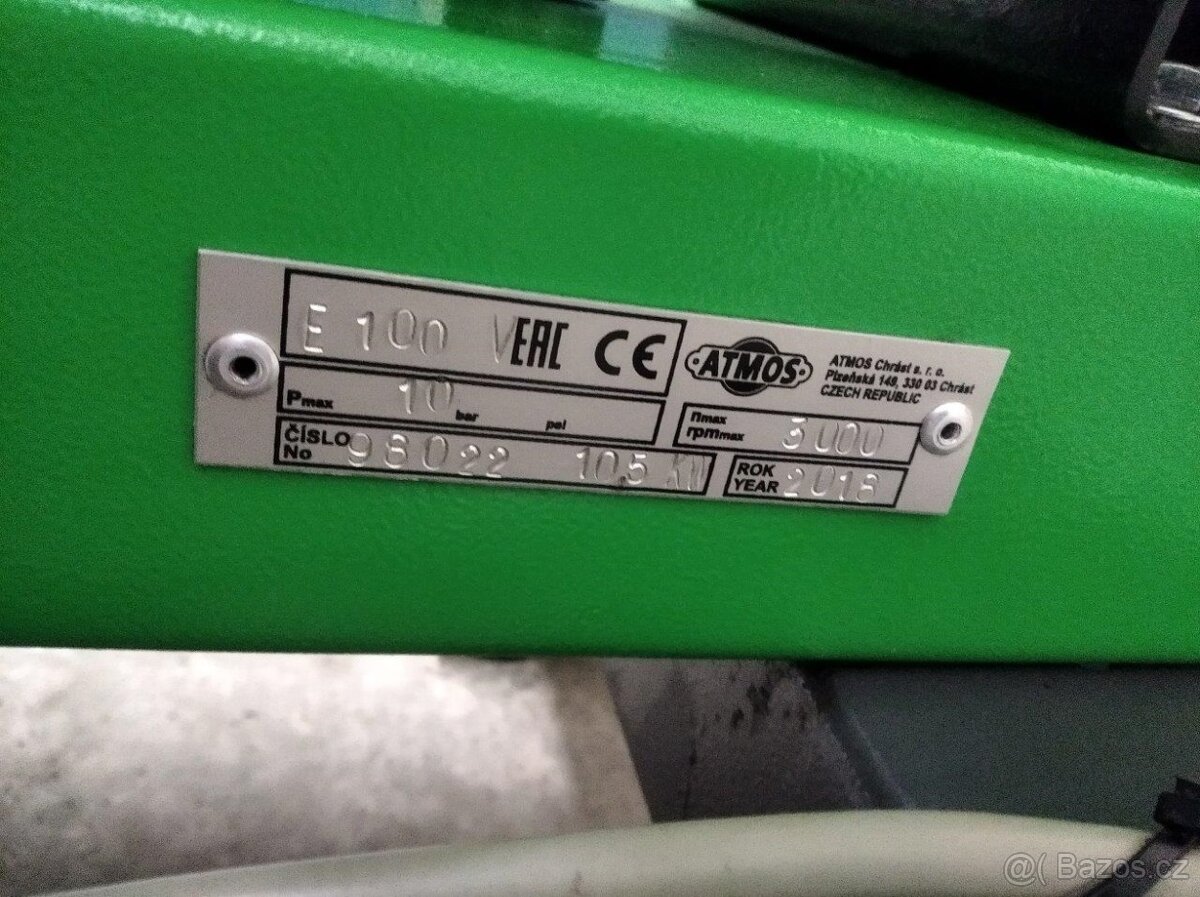 E 100 V EAC CE
ATMOS
ATMOS Chrást s. r. o.
Plzeňská 149, 330 03 Chrást
CZECH REPUBLIC
Pmax 10 bar psi
nmax
rpmmax 3000
ČÍSLO
No 98022 10,5 KW
ROK
YEAR 2018
@( Bazos.cz